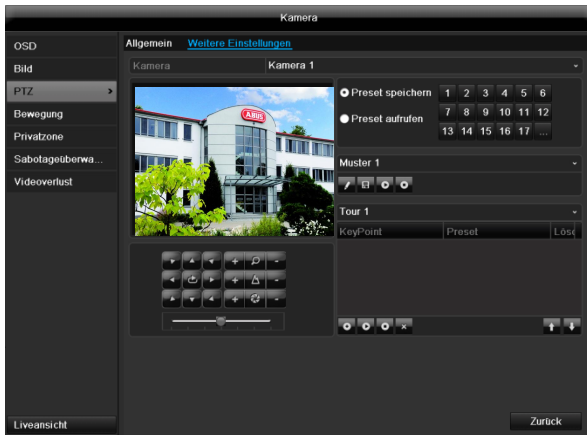 Kamera
OSD
Bild
PTZ
Bewegung
Privatzone
Sabotageüberwa...
Videoverlust
Liveansicht
Allgemein Weitere Einstellungen
Kamera Kamera 1
ABUS
Preset speichern
Preset aufrufen
1 2 3 4 5 6
7 8 9 10 11 12
13 14 15 16 17 ...
Muster 1
Tour 1
KeyPoint Preset Lösc
Zurück